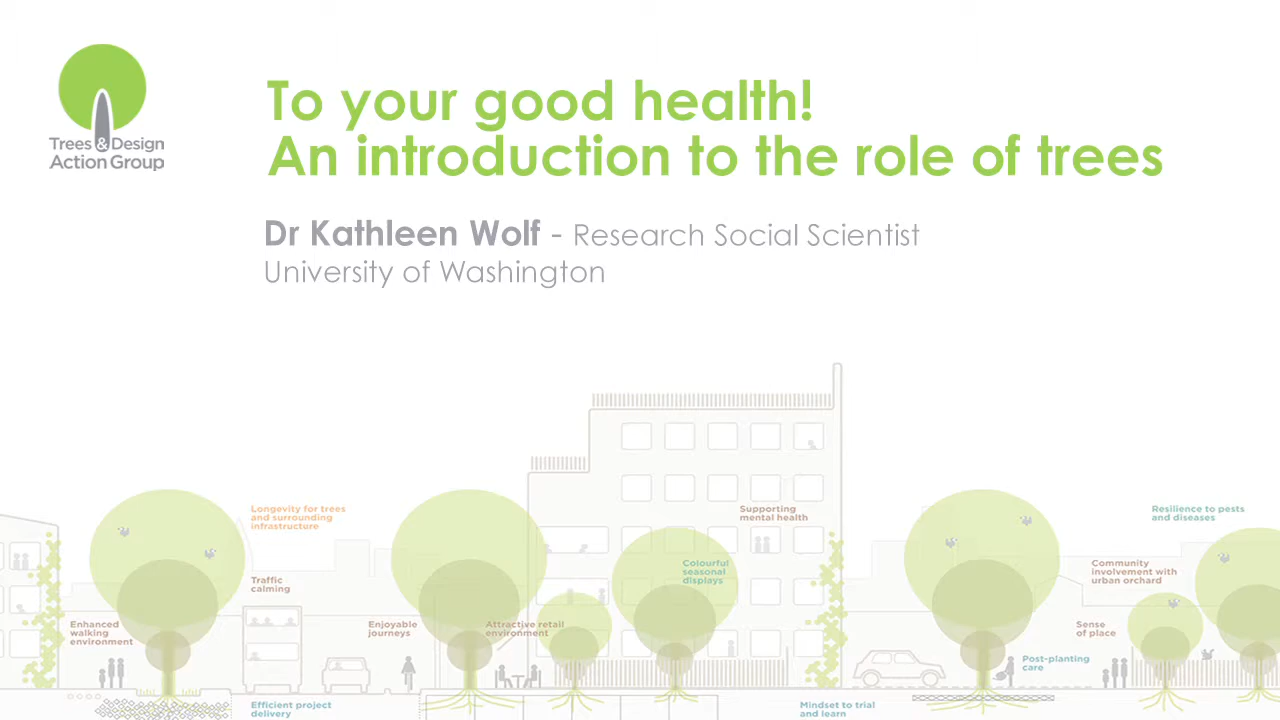 Trees & Design
Action Group
To your good health!
An introduction to the role of trees
Dr Kathleen Wolf - Research Social Scientist
University of Washington
Longevity for trees
and surrounding
infrastructure
Supporting
mental health
Resilience to pests
and diseases
Colourful
seasonal
displays
Community
involvement with
urban orchard
Traffic
calming
Enhanced
walking
environment
Enjoyable
journeys
Attractive retail
environment
Sense
of place
Post-planting
care
Efficient project
delivery
Mindset to trial
and learn